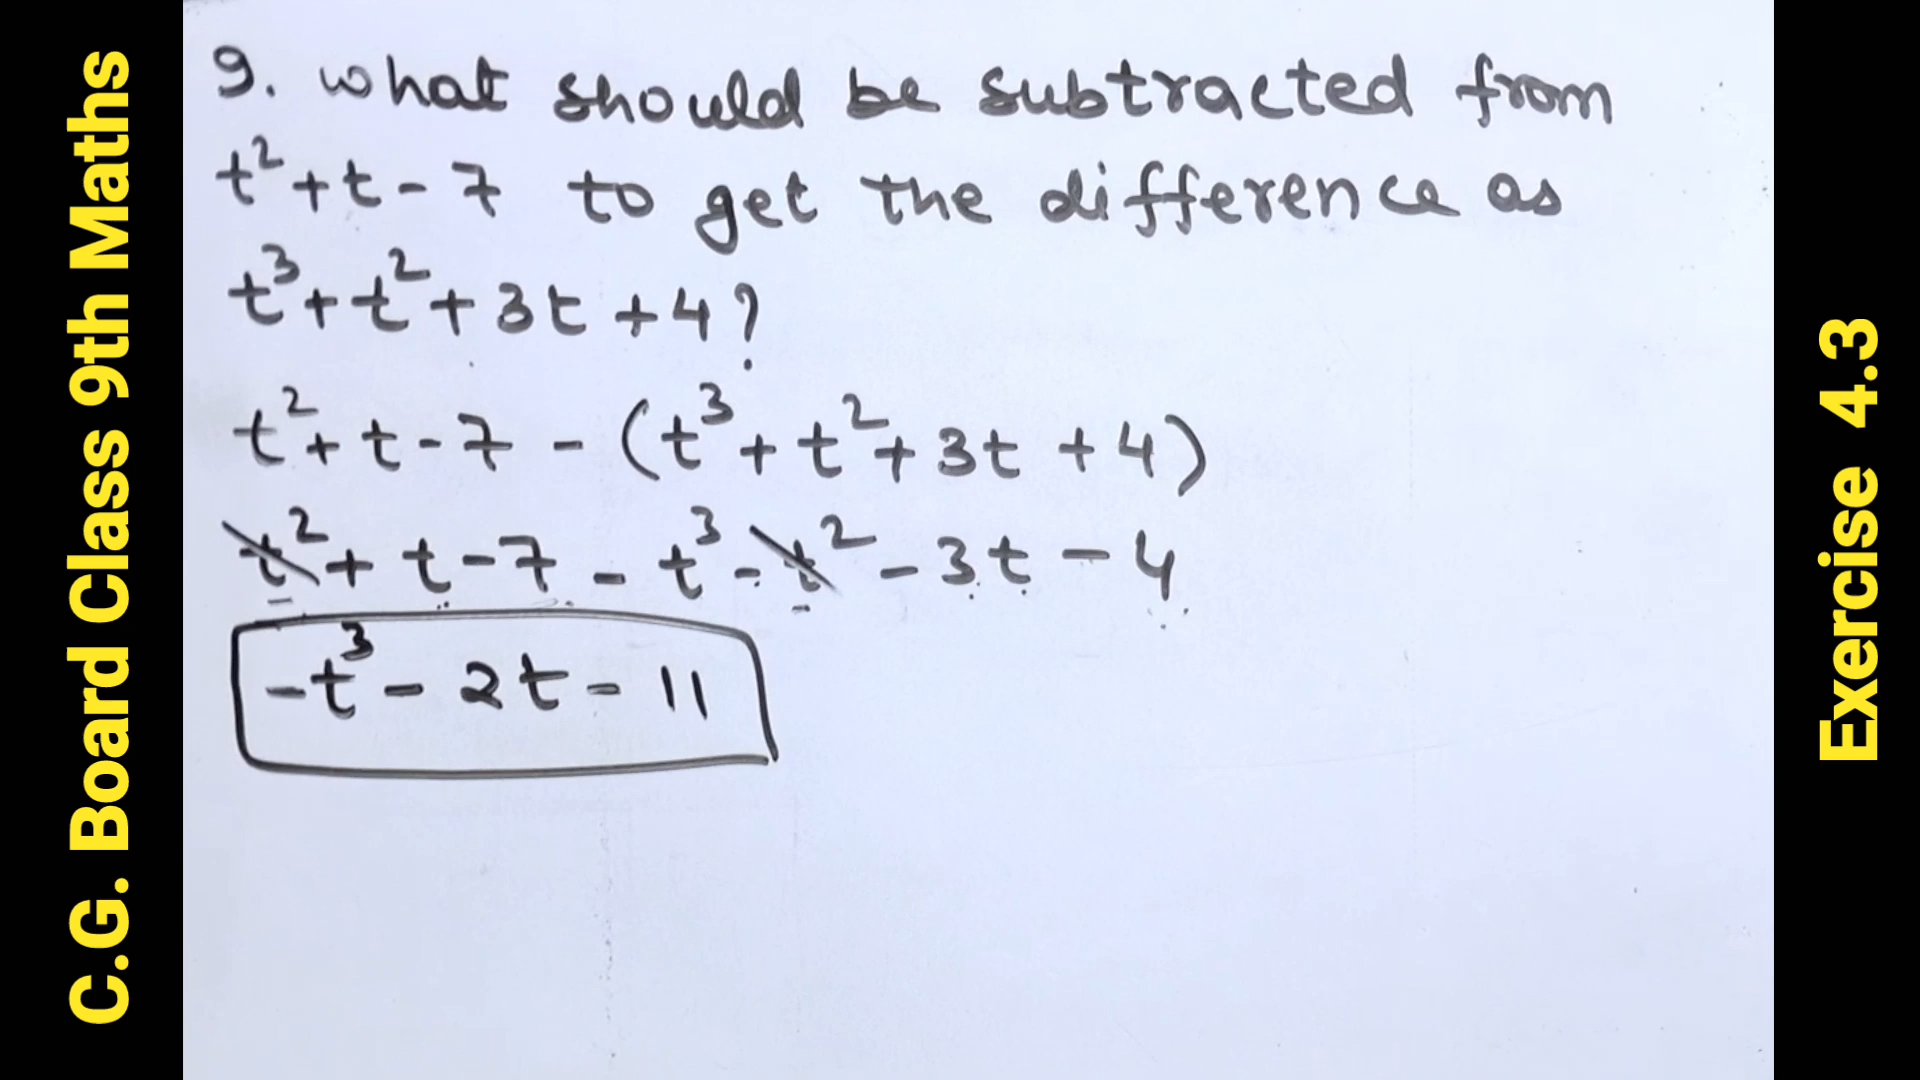 C.G. Board Class 9th Maths
9. What should be subtracted from
t²+t-7 to get the difference as
t³+t²+3t+4?
t²+t-7-(t³+t²+3t+4)
t²+t-7-t³-t²-3t-4
-t³-2t-11
Exercise 4.3